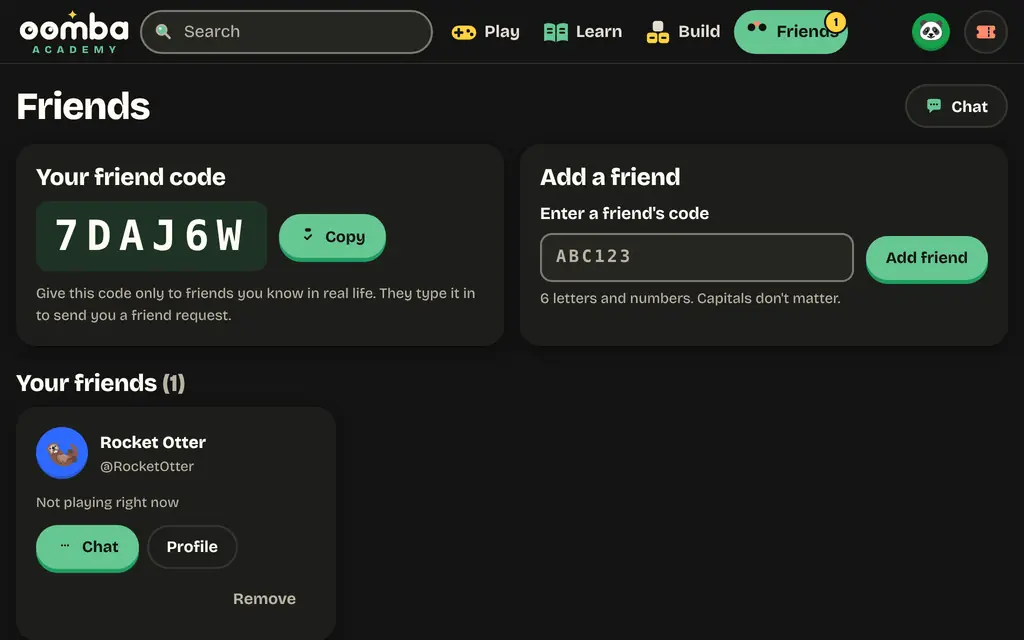 oomba
ACADEMY
Search
Play
Learn
Build
Friends
1
Friends
Chat
Your friend code
7DAJ6W
Copy
Give this code only to friends you know in real life. They type it in
to send you a friend request.
Add a friend
Enter a friend's code
ABC123
Add friend
6 letters and numbers. Capitals don't matter.
Your friends (1)
Rocket Otter
@RocketOtter
Not playing right now
Chat
Profile
Remove